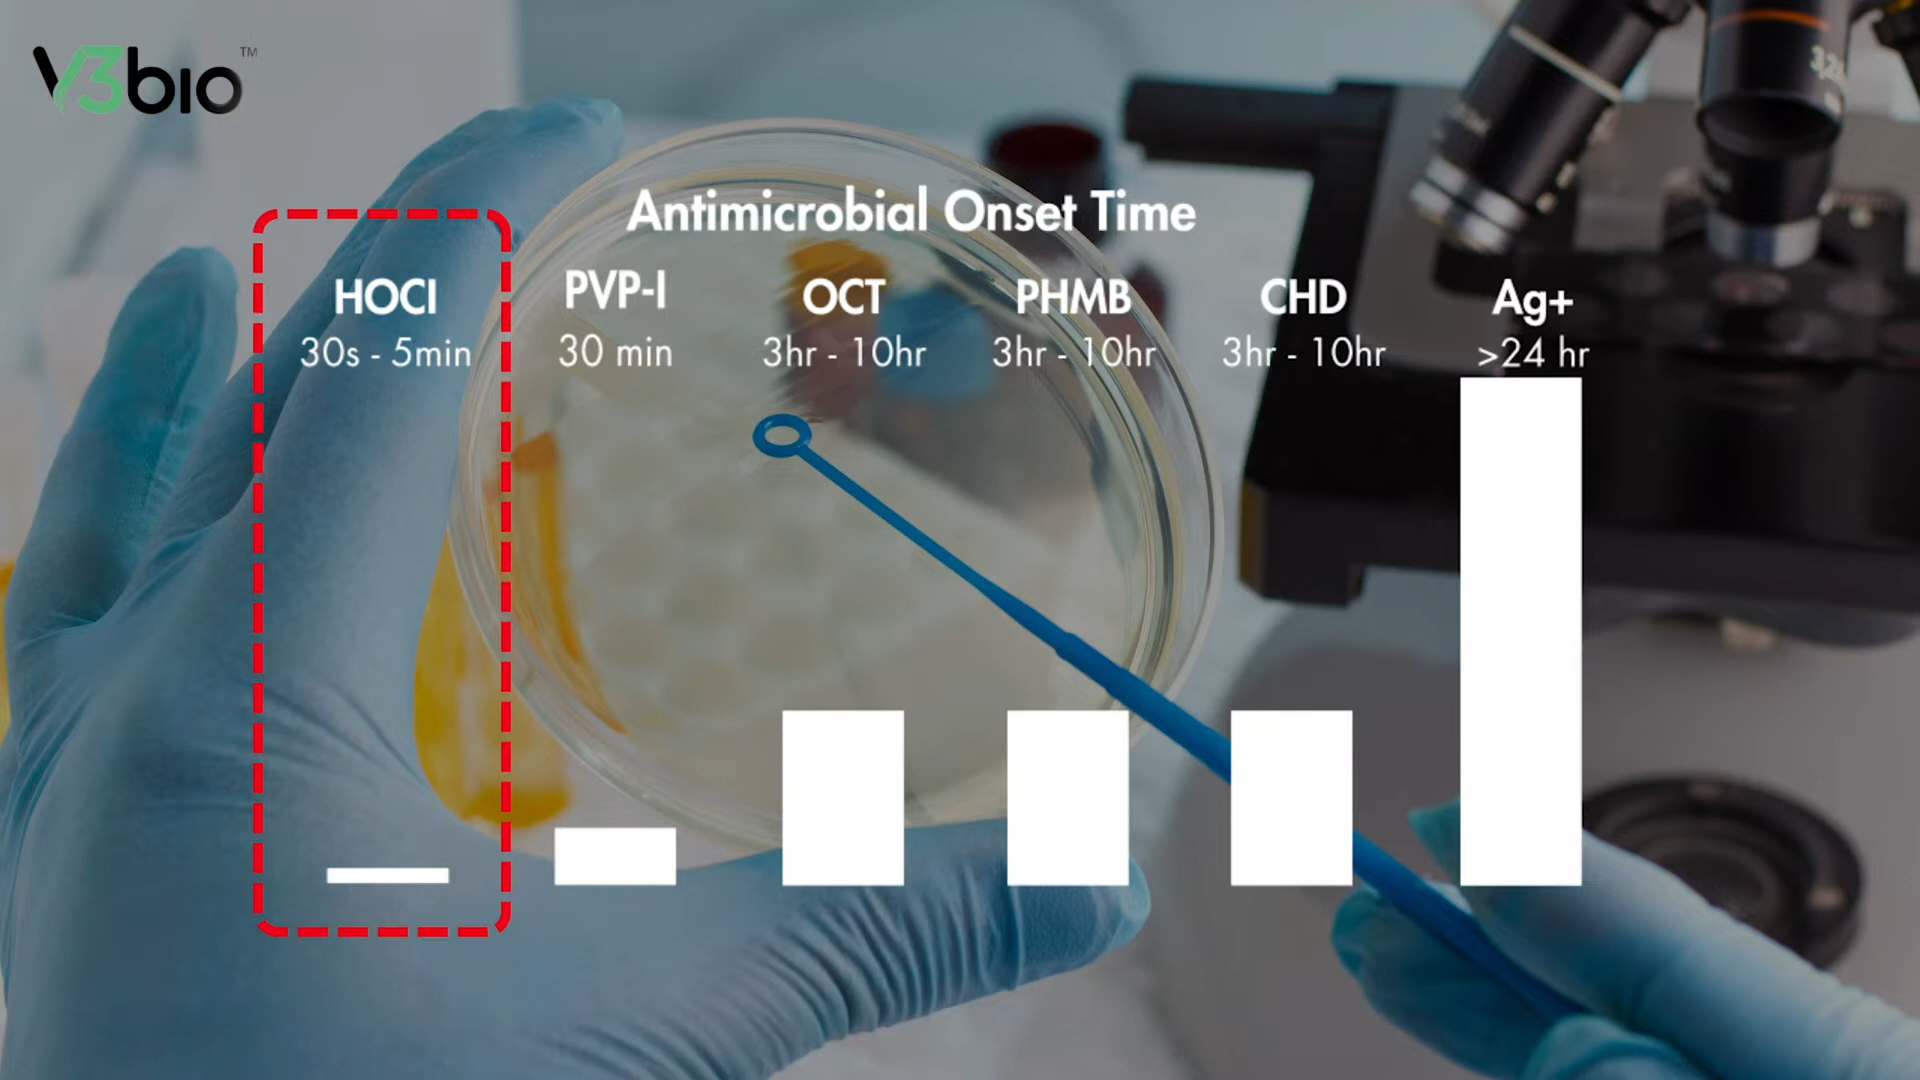 V3bio™
Antimicrobial Onset Time
HOCl PVP-I OCT PHMB CHD Ag+
30s - 5min 30 min 3hr - 10hr 3hr - 10hr 3hr - 10hr >24 hr